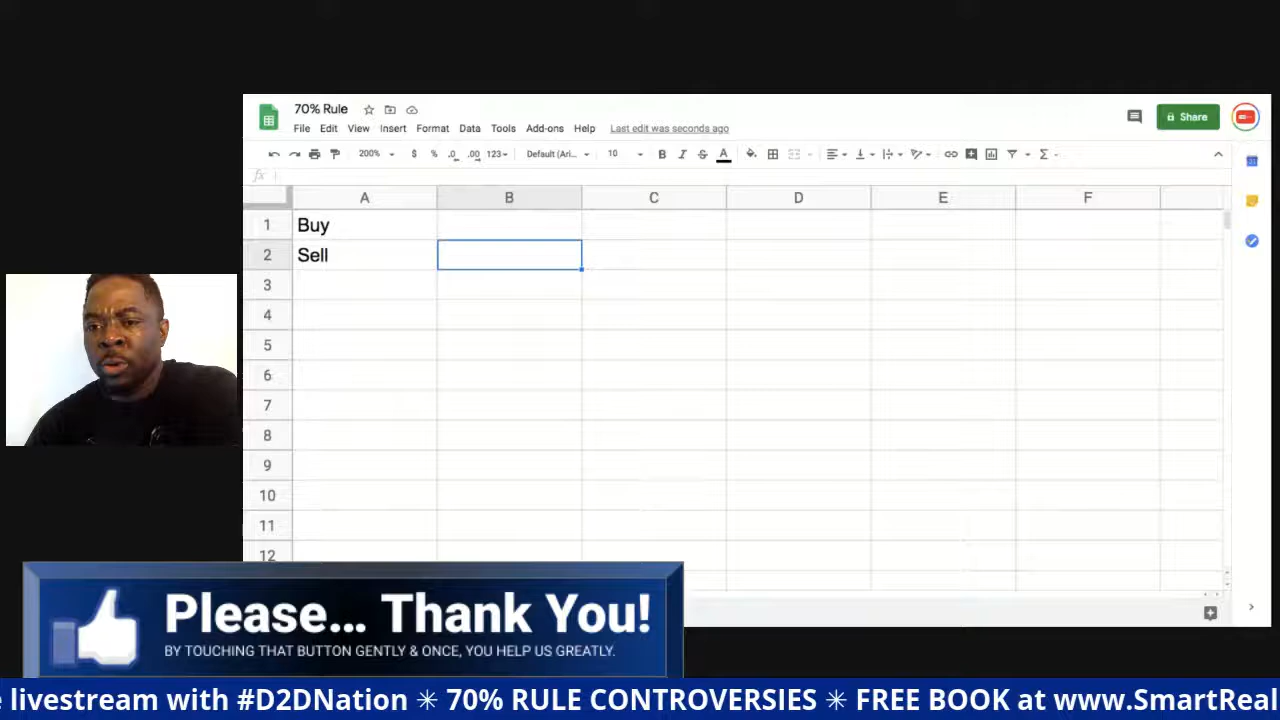 70% Rule
File Edit View Insert Format Data Tools Add-ons Help Last edit was seconds ago
Share
200% $ % .0 .00 123 Default (Ari... 10 B I S A Σ
fx
A B C D E F
1 Buy
2 Sell
3
4
5
6
7
8
9
10
11
12
Please... Thank You!
BY TOUCHING THAT BUTTON GENTLY & ONCE, YOU HELP US GREATLY.
e livestream with #D2DNation ✳ 70% RULE CONTROVERSIES ✳ FREE BOOK at www.SmartReal